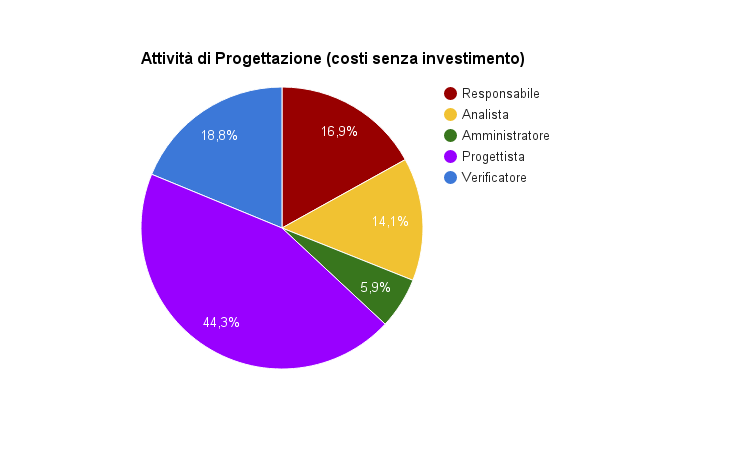 Attività di Progettazione (costi senza investimento)
Responsabile
Analista
Amministratore
Progettista
Verificatore
18,8%
16,9%
14,1%
5,9%
44,3%